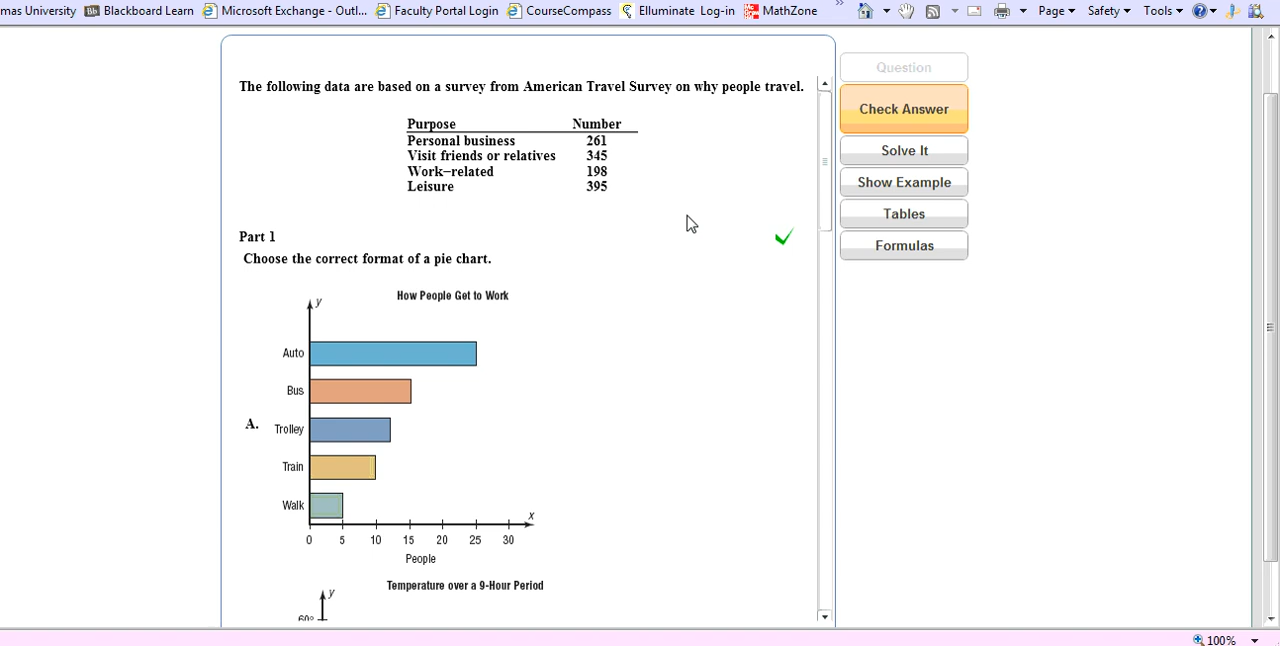 mas University Blackboard Learn Microsoft Exchange - Outl... Faculty Portal Login CourseCompass Elluminate Log-in MathZone » Page Safety Tools
The following data are based on a survey from American Travel Survey on why people travel.
Purpose Number
Personal business 261
Visit friends or relatives 345
Work-related 198
Leisure 395
Part 1
Choose the correct format of a pie chart.
How People Get to Work
y
Auto
Bus
A. Trolley
Train
Walk
x
0 5 10 15 20 25 30
People
Temperature over a 9-Hour Period
y
60°
Question
Check Answer
Solve It
Show Example
Tables
Formulas
100%